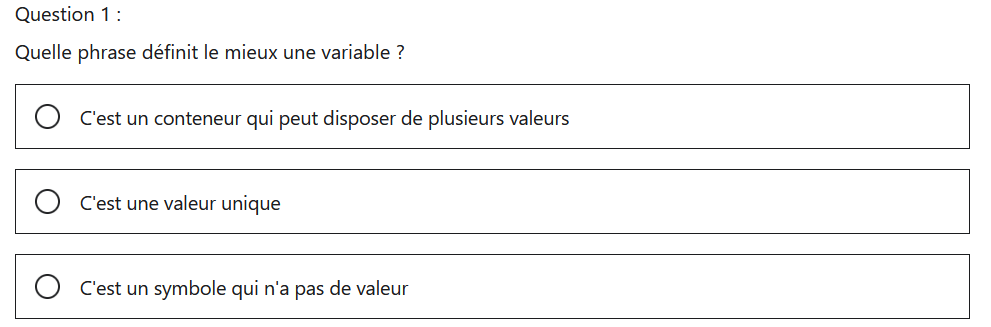 Question 1 :
Quelle phrase définit le mieux une variable ?
C'est un conteneur qui peut disposer de plusieurs valeurs
C'est une valeur unique
C'est un symbole qui n'a pas de valeur